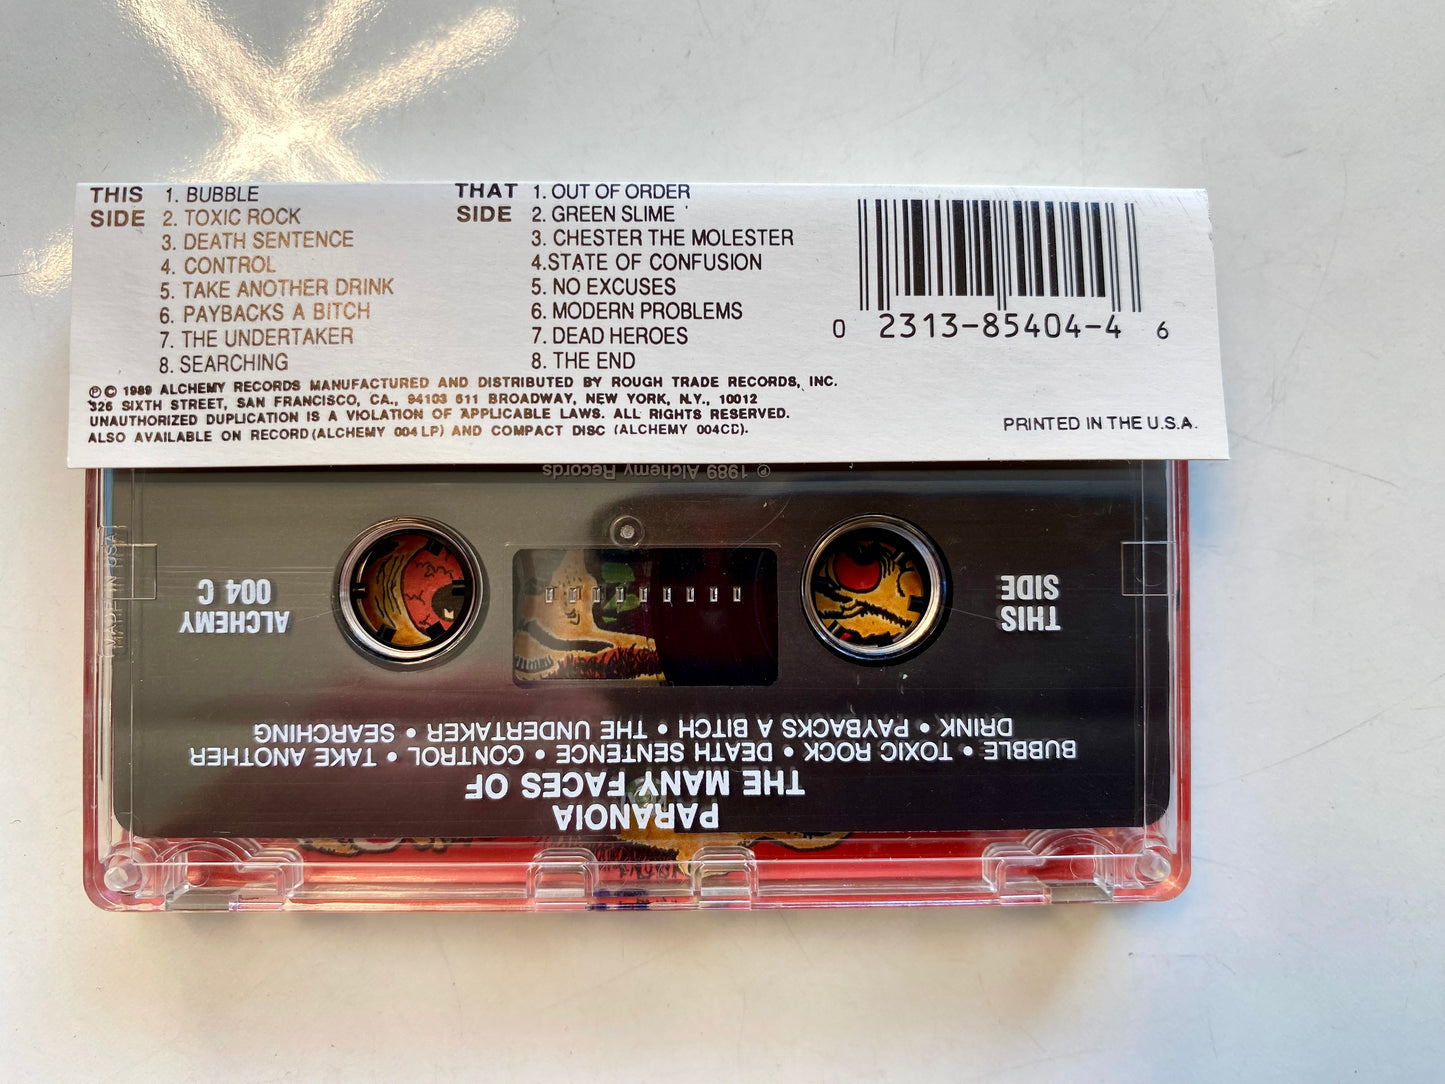 THIS SIDE
1. BUBBLE
2. TOXIC ROCK
3. DEATH SENTENCE
4. CONTROL
5. TAKE ANOTHER DRINK
6. PAYBACKS A BITCH
7. THE UNDERTAKER
8. SEARCHING
THAT SIDE
1. OUT OF ORDER
2. GREEN SLIME
3. CHESTER THE MOLESTER
4.STATE OF CONFUSION
5. NO EXCUSES
6. MODERN PROBLEMS
7. DEAD HEROES
8. THE END
0 2313-85404-4 6
℗© 1989 ALCHEMY RECORDS MANUFACTURED AND DISTRIBUTED BY ROUGH TRADE RECORDS, INC.
326 SIXTH STREET, SAN FRANCISCO, CA., 94103 611 BROADWAY, NEW YORK, N.Y., 10012
UNAUTHORIZED DUPLICATION IS A VIOLATION OF APPLICABLE LAWS. ALL RIGHTS RESERVED.
ALSO AVAILABLE ON RECORD (ALCHEMY 004 LP) AND COMPACT DISC (ALCHEMY 004CD).
PRINTED IN THE U.S.A.
PARANOIA
THE MANY FACES OF
BUBBLE • TOXIC ROCK • DEATH SENTENCE • CONTROL • TAKE ANOTHER
DRINK • PAYBACKS A BITCH • THE UNDERTAKER • SEARCHING
THIS
SIDE
ALCHEMY
004 C
℗ 1989 Alchemy Records
MADE IN USA